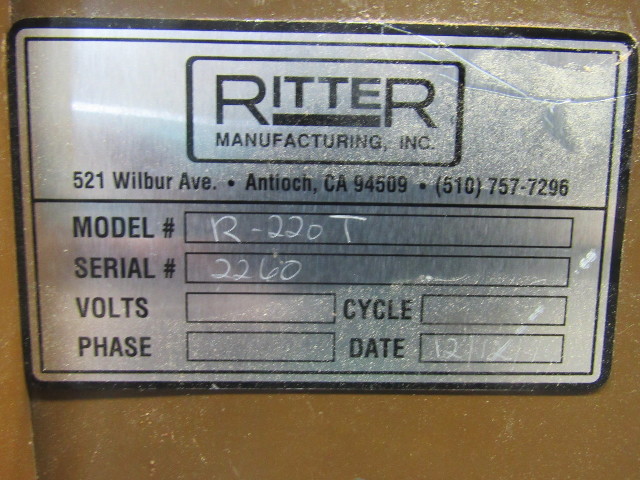 RITTER
MANUFACTURING, INC.
521 Wilbur Ave. • Antioch, CA 94509 • (510) 757-7296
MODEL # R-220T
SERIAL # 2260
VOLTS CYCLE
PHASE DATE